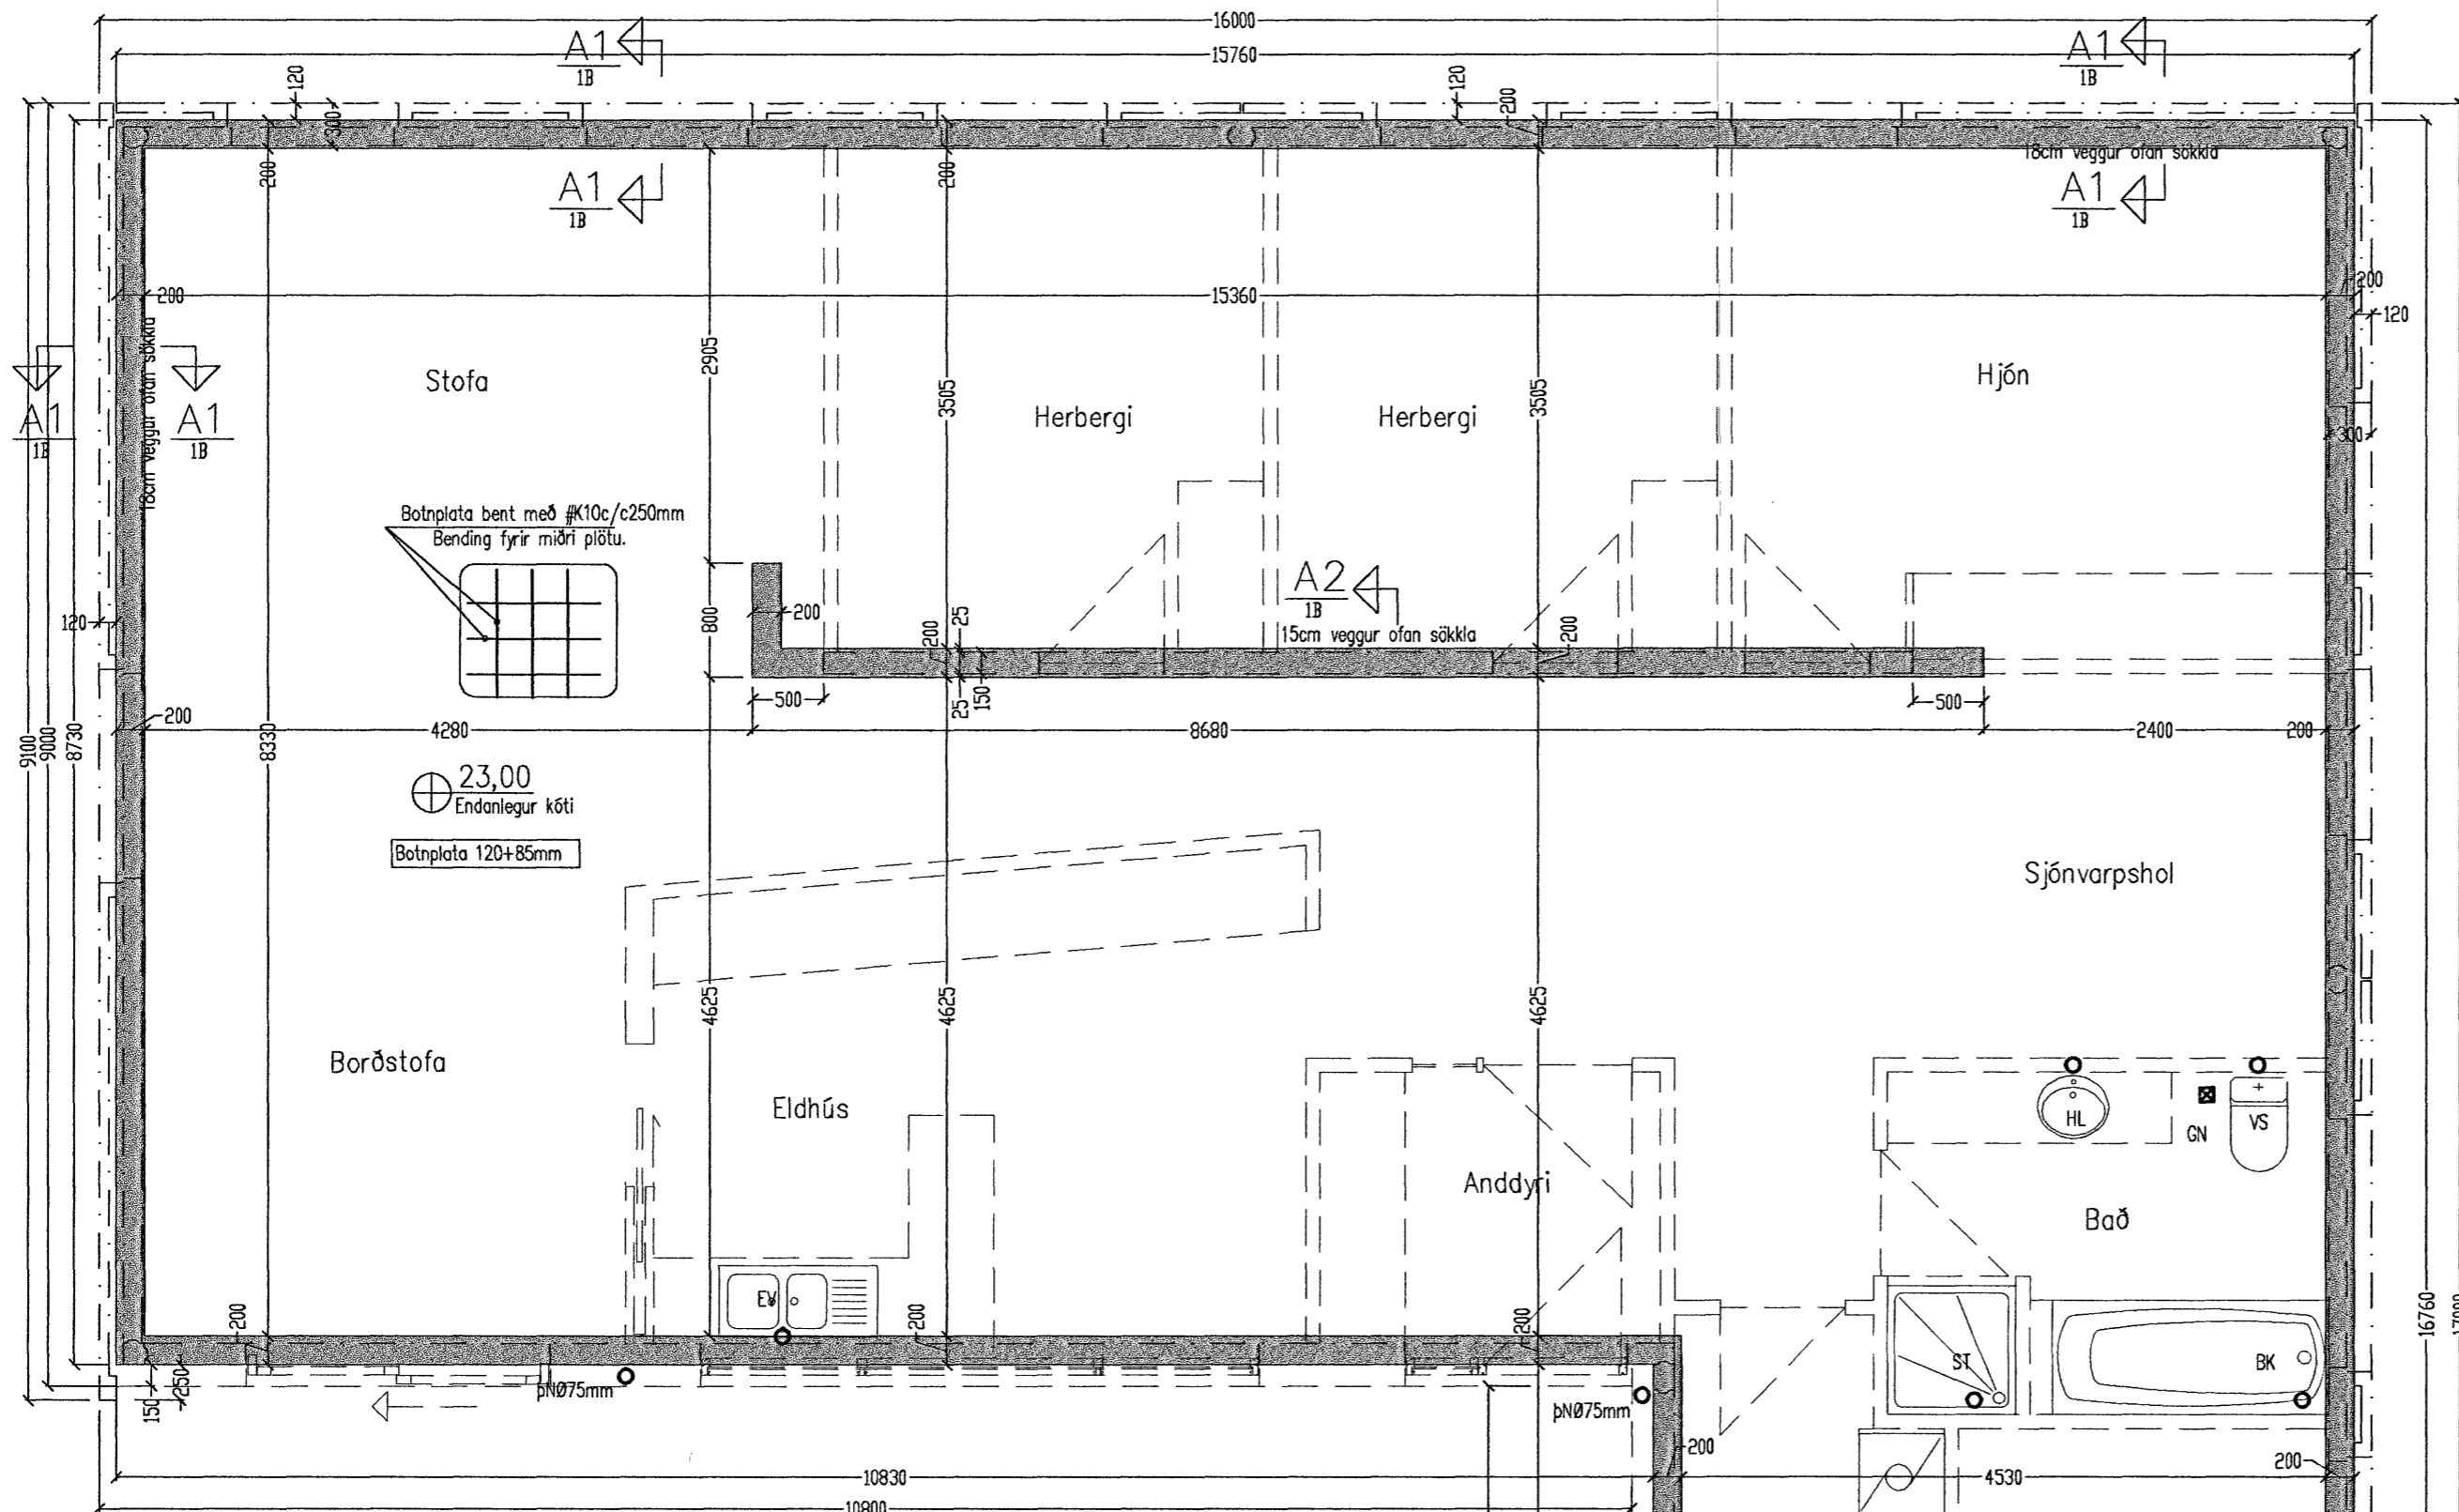 16000
15760
A1
1B
A1
1B
120
300
120
200
18cm veggur ofan sökkla
200
200
A1
1B
A1
1B
200
15360
200
120
18cm veggur ofan sökkla
2905
Stofa
3505
3505
Hjón
Herbergi
Herbergi
A1
1B
A1
1B
300
Botnplata bent með #K10c/c250mm
Bending fyrir miðri plötu.
A2
1B
15cm veggur ofan sökkla
120
800
200
200
25
200
25
150
500
500
200
4280
8680
2400
200
9100
9000
8730
8330
23,00
Endanlegur kóti
Botnplata 120+85mm
Sjónvarpshol
4625
4625
4625
Borðstofa
Eldhús
HL
GN
VS
Anddyri
Bað
EV
200
200
200
16760
ST
BK
150
250
þNØ75mm
þNØ75mm
200
10830
4530
200
10800